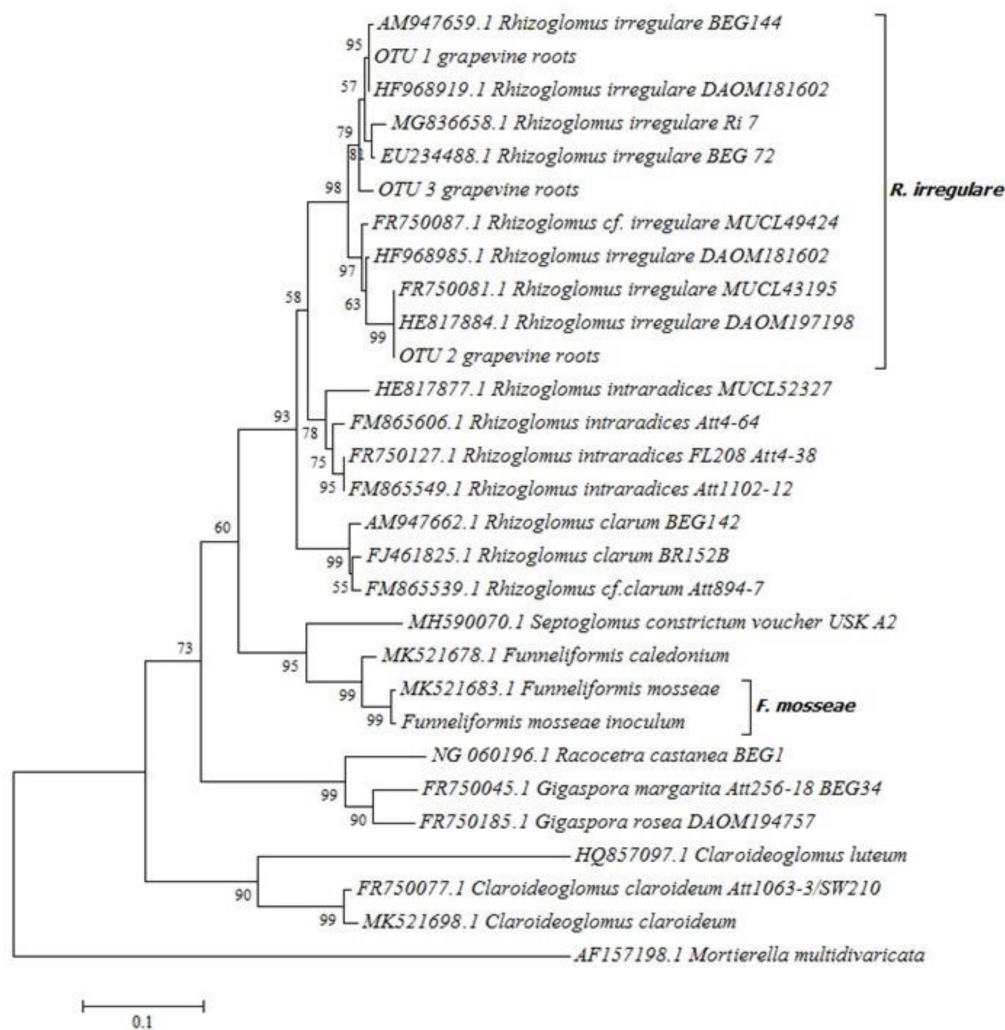 AM947659.1 Rhizoglomus irregulare BEG144
95
OTU 1 grapevine roots
57
HF968919.1 Rhizoglomus irregulare DAOM181602
MG836658.1 Rhizoglomus irregulare Ri 7
79
81
EU234488.1 Rhizoglomus irregulare BEG 72
98
OTU 3 grapevine roots
R. irregulare
FR750087.1 Rhizoglomus cf. irregulare MUCL49424
HF968985.1 Rhizoglomus irregulare DAOM181602
97
FR750081.1 Rhizoglomus irregulare MUCL43195
58
63
HE817884.1 Rhizoglomus irregulare DAOM197198
99
OTU 2 grapevine roots
HE817877.1 Rhizoglomus intraradices MUCL52327
93
FM865606.1 Rhizoglomus intraradices Att4-64
78
FR750127.1 Rhizoglomus intraradices FL208 Att4-38
75
FM865549.1 Rhizoglomus intraradices Att1102-12
95
AM947662.1 Rhizoglomus clarum BEG142
60
FJ461825.1 Rhizoglomus clarum BR152B
99
FM865539.1 Rhizoglomus cf.clarum Att894-7
55
MH590070.1 Septoglomus constrictum voucher USK A2
73
MK521678.1 Funneliformis caledonium
95
MK521683.1 Funneliformis mosseae
99
F. mosseae
Funneliformis mosseae inoculum
99
NG 060196.1 Racocetra castanea BEG1
FR750045.1 Gigaspora margarita Att256-18 BEG34
99
FR750185.1 Gigaspora rosea DAOM194757
90
HQ857097.1 Claroideoglomus luteum
FR750077.1 Claroideoglomus claroideum Att1063-3/SW210
90
MK521698.1 Claroideoglomus claroideum
99
AF157198.1 Mortierella multidivaricata
0.1